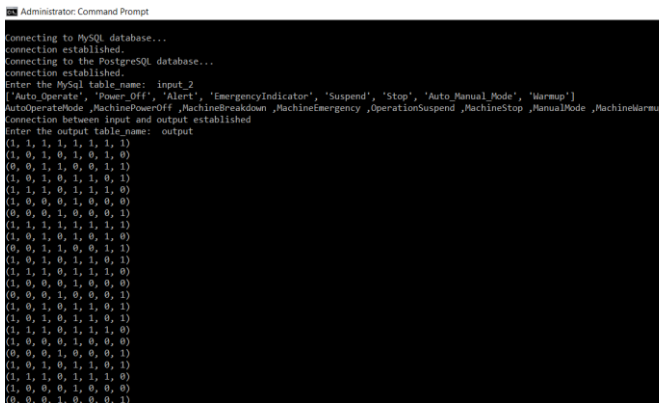 Administrator: Command Prompt
Connecting to MySQL database...
connection established.
Connecting to the PostgreSQL database...
connection established.
Enter the MySql table_name:  input_2
['Auto_Operate', 'Power_Off', 'Alert', 'EmergencyIndicator', 'Suspend', 'Stop', 'Auto_Manual_Mode', 'Warmup']
AutoOperateMode ,MachinePowerOff ,MachineBreakdown ,MachineEmergency ,OperationSuspend ,MachineStop ,ManualMode ,MachineWarmu
Connection between input and output established
Enter the output table_name:  output
(1, 1, 1, 1, 1, 1, 1, 1)
(1, 0, 1, 0, 1, 0, 1, 0)
(0, 0, 1, 1, 0, 0, 1, 1)
(1, 0, 1, 0, 1, 1, 0, 1)
(1, 1, 1, 0, 1, 1, 1, 0)
(1, 0, 0, 0, 1, 0, 0, 0)
(0, 0, 0, 1, 0, 0, 0, 1)
(1, 1, 1, 1, 1, 1, 1, 1)
(1, 0, 1, 0, 1, 0, 1, 0)
(0, 0, 1, 1, 0, 0, 1, 1)
(1, 0, 1, 0, 1, 1, 0, 1)
(1, 1, 1, 0, 1, 1, 1, 0)
(1, 0, 0, 0, 1, 0, 0, 0)
(0, 0, 0, 1, 0, 0, 0, 1)
(1, 0, 1, 0, 1, 1, 0, 1)
(1, 0, 1, 0, 1, 1, 0, 1)
(1, 1, 1, 0, 1, 1, 1, 0)
(1, 0, 0, 0, 1, 0, 0, 0)
(0, 0, 0, 1, 0, 0, 0, 1)
(1, 0, 1, 0, 1, 1, 0, 1)
(1, 1, 1, 0, 1, 1, 1, 0)
(1, 0, 0, 0, 1, 0, 0, 0)
(0, 0, 0, 1, 0, 0, 0, 1)